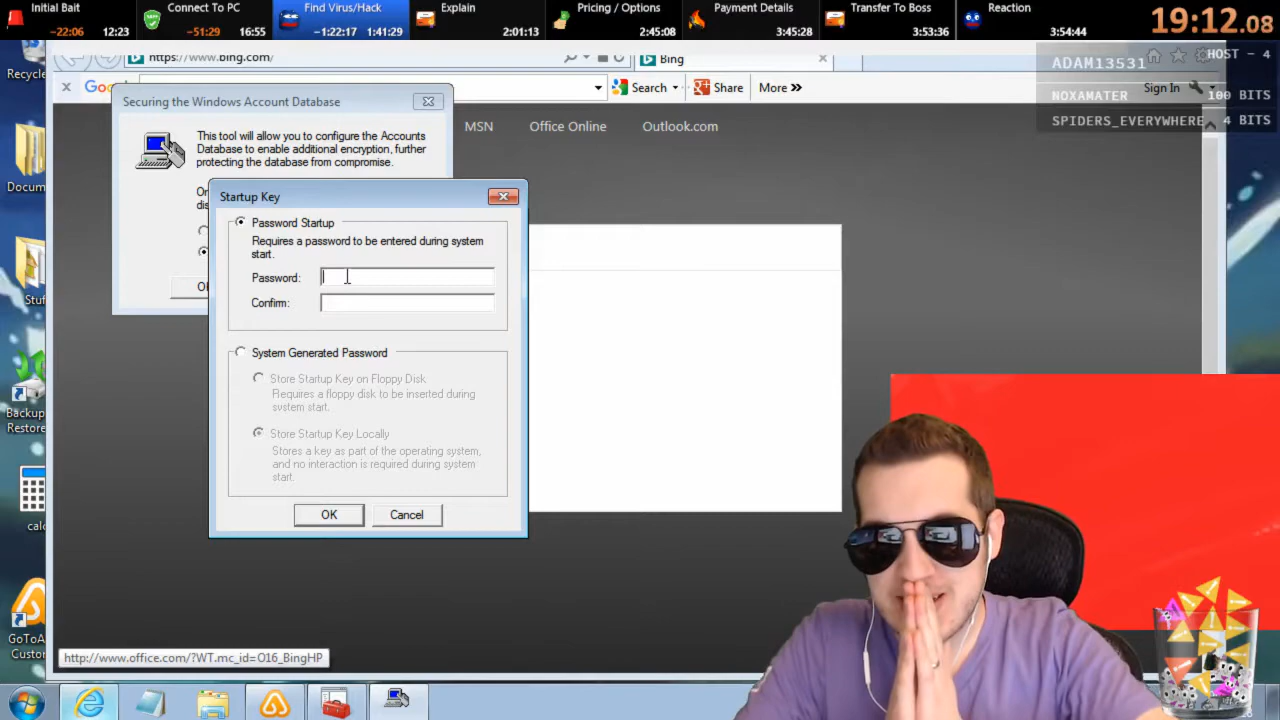 Initial Bait
-22:06 12:23
Connect To PC
-51:29 16:55
Find Virus/Hack
-1:22:17 1:41:29
Explain
2:01:13
Pricing / Options
2:45:08
Payment Details
3:45:28
Transfer To Boss
3:53:36
Reaction
3:54:44
19:12.08
HOST - 4
ADAM13531
NOXAMATER 100 BITS
SPIDERS_EVERYWHERE 4 BITS
https://www.bing.com/
Bing
Search
Share
More »
Sign In
MSN
Office Online
Outlook.com
Securing the Windows Account Database
This tool will allow you to configure the Accounts
Database to enable additional encryption, further
protecting the database from compromise.
Startup Key
Password Startup
Requires a password to be entered during system
start.
Password:
Confirm:
System Generated Password
Store Startup Key on Floppy Disk
Requires a floppy disk to be inserted during
system start.
Store Startup Key Locally
Stores a key as part of the operating system,
and no interaction is required during system
start.
OK
Cancel
Recycle
Docum
Stuf
Backup
Restore
calc
GoToA
Custom
http://www.office.com/?WT.mc_id=O16_BingHP